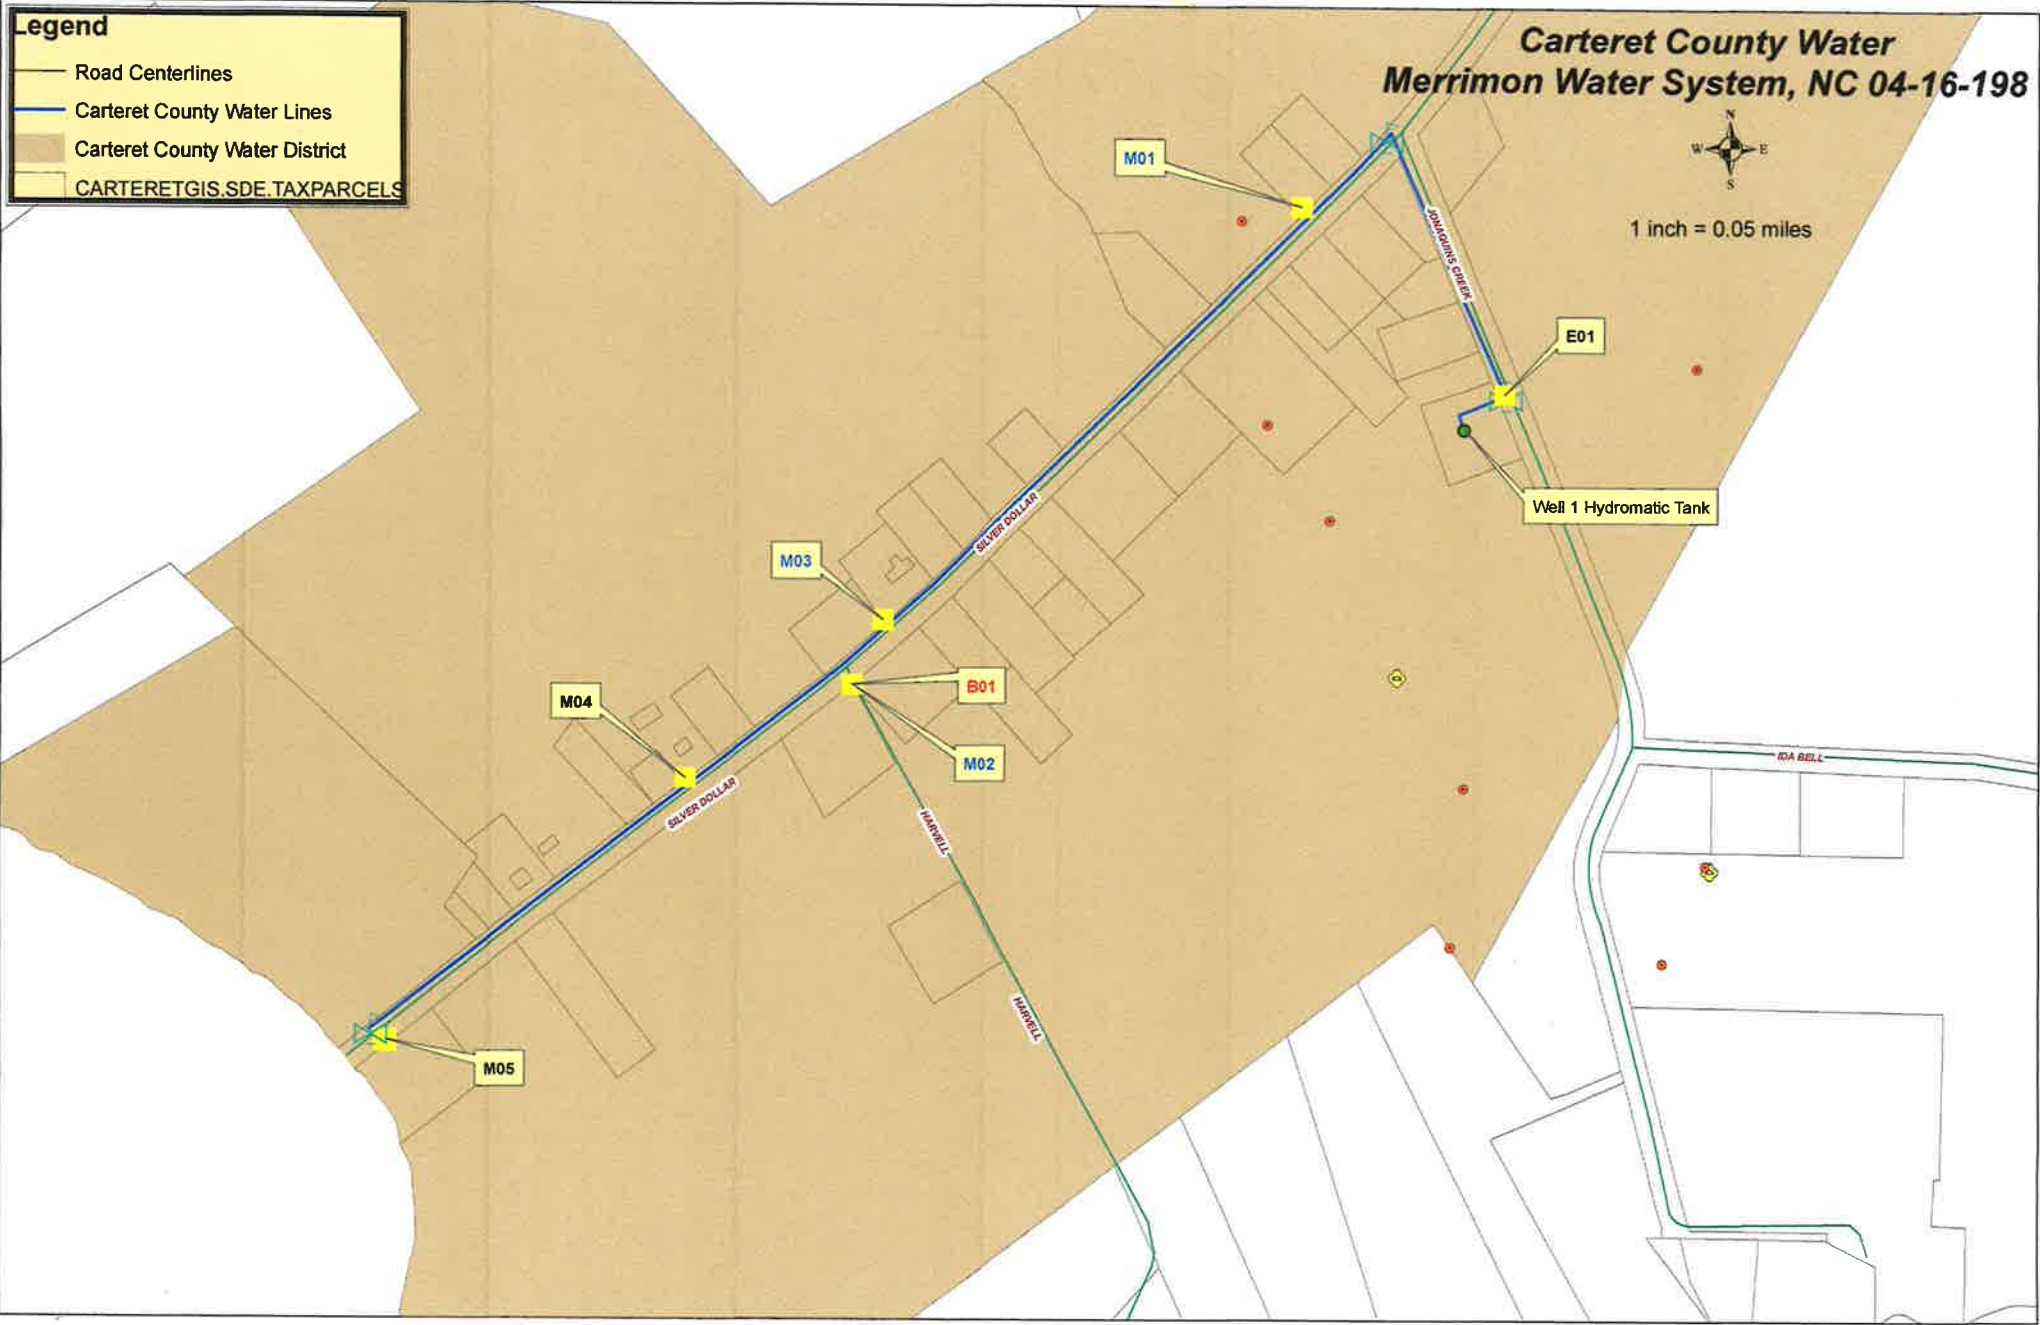 Legend
Road Centerlines
Carteret County Water Lines
Carteret County Water District
CARTERETGIS.SDE.TAXPARCELS
Carteret County Water
Merrimon Water System, NC 04-16-198
N
W E
S
1 inch = 0.05 miles
M01
JONAQUINS CREEK
E01
Well 1 Hydromatic Tank
SILVER DOLLAR
M03
B01
M04
M02
IDA BELL
SILVER DOLLAR
HARVELL
HARVELL
M05